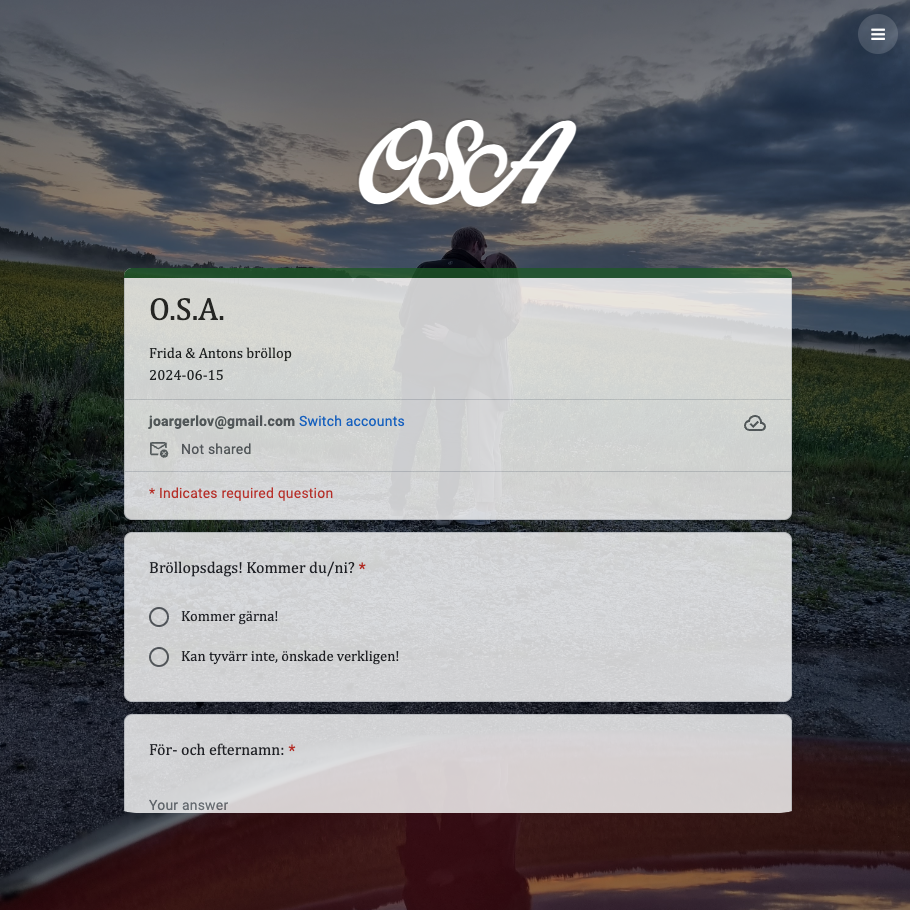 OSA
O.S.A.
Frida & Antons bröllop
2024-06-15
joargerlov@gmail.com Switch accounts
Not shared
* Indicates required question
Bröllopsdags! Kommer du/ni? *
Kommer gärna!
Kan tyvärr inte, önskade verkligen!
För- och efternamn: *
Your answer